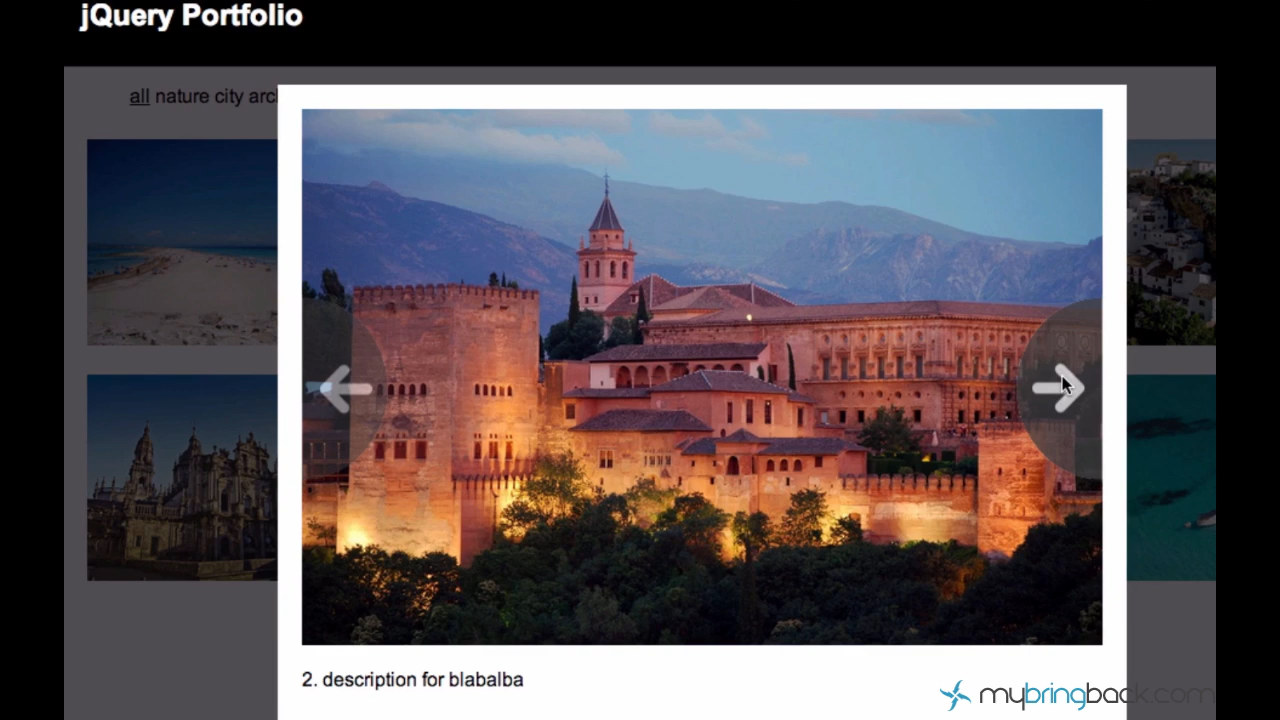 jQuery Portfolio
all nature city arc
2. description for blabalba
mybringback.com